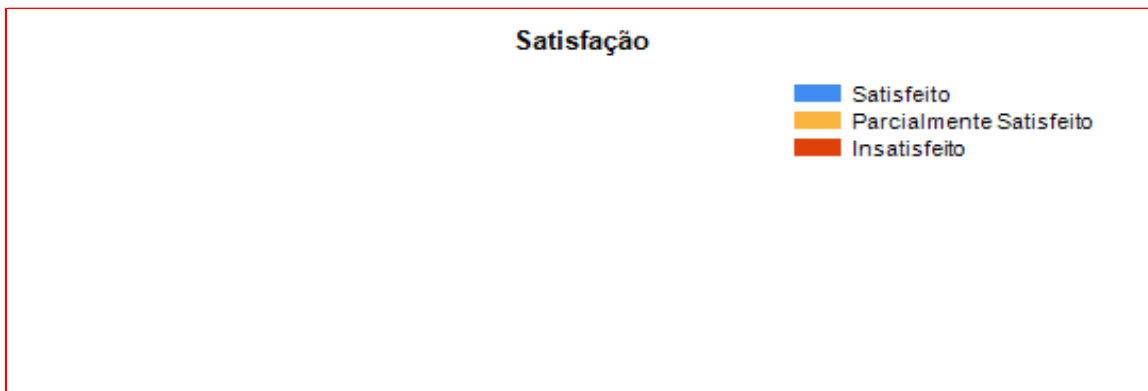 Satisfação
Satisfeito
Parcialmente Satisfeito
Insatisfeito